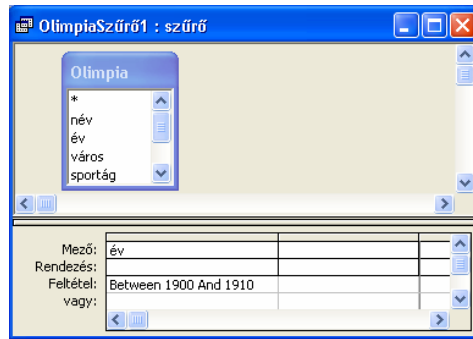 OlimpiaSzűrő1 : szűrő
Olimpia
*
név
év
város
sportág
Mező: év
Rendezés:
Feltétel: Between 1900 And 1910
vagy: